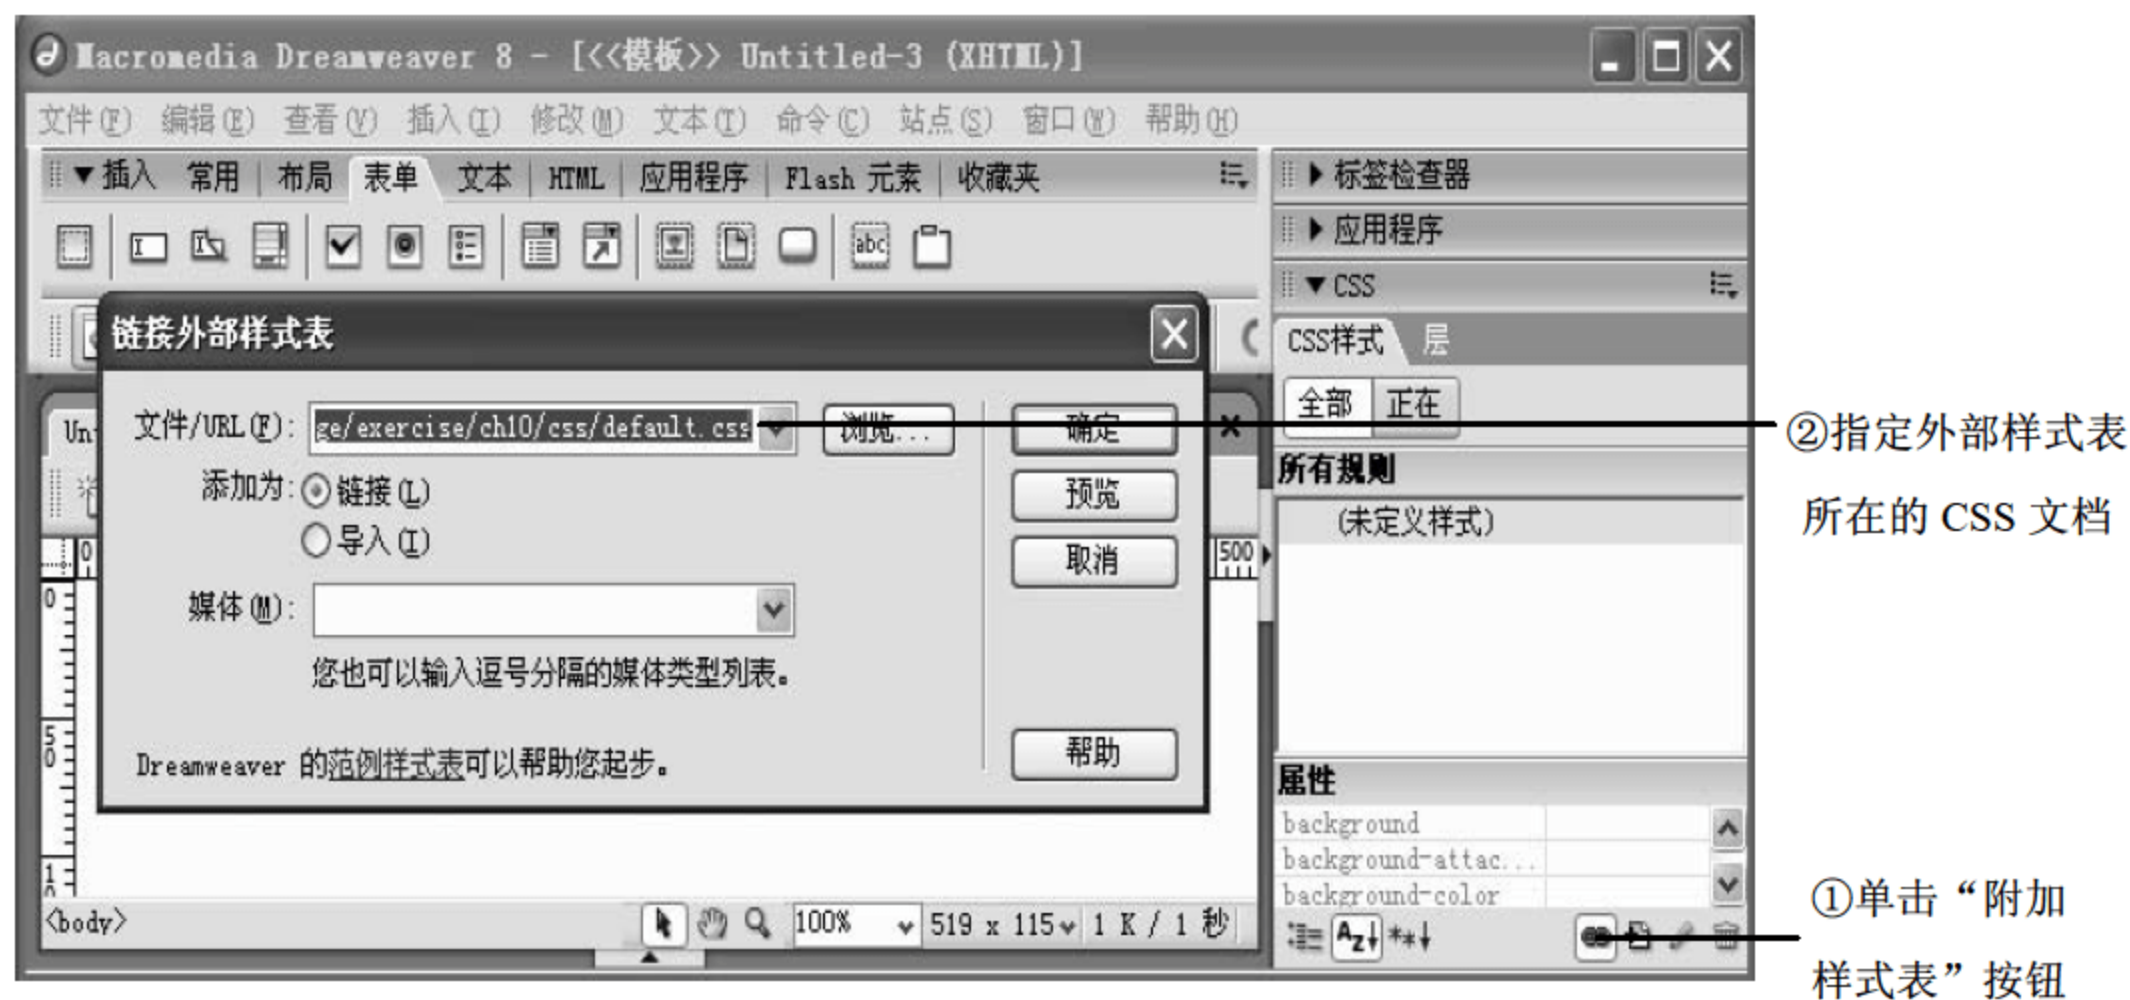 Macromedia Dreamweaver 8 - [<<模板>> Untitled-3 (XHTML)]
文件(F) 编辑(E) 查看(V) 插入(I) 修改(M) 文本(T) 命令(C) 站点(S) 窗口(W) 帮助(H)
▼插入 常用 布局 表单 文本 HTML 应用程序 Flash 元素 收藏夹
abc
链接外部样式表
文件/URL(F): ge/exercise/ch10/css/default.css 浏览... 确定
添加为: 链接(L) 预览
导入(I) 取消
媒体(M):
您也可以输入逗号分隔的媒体类型列表。
Dreamweaver 的范例样式表可以帮助您起步。 帮助
Un
0
500
0
50
1
<body> 100% 519 x 115 1 K / 1 秒
标签检查器
应用程序
▼CSS
CSS样式 层
全部 正在
所有规则
(未定义样式)
属性
background
background-attac...
background-color
AZ↓ **↓
②指定外部样式表
所在的 CSS 文档
①单击“附加
样式表”按钮